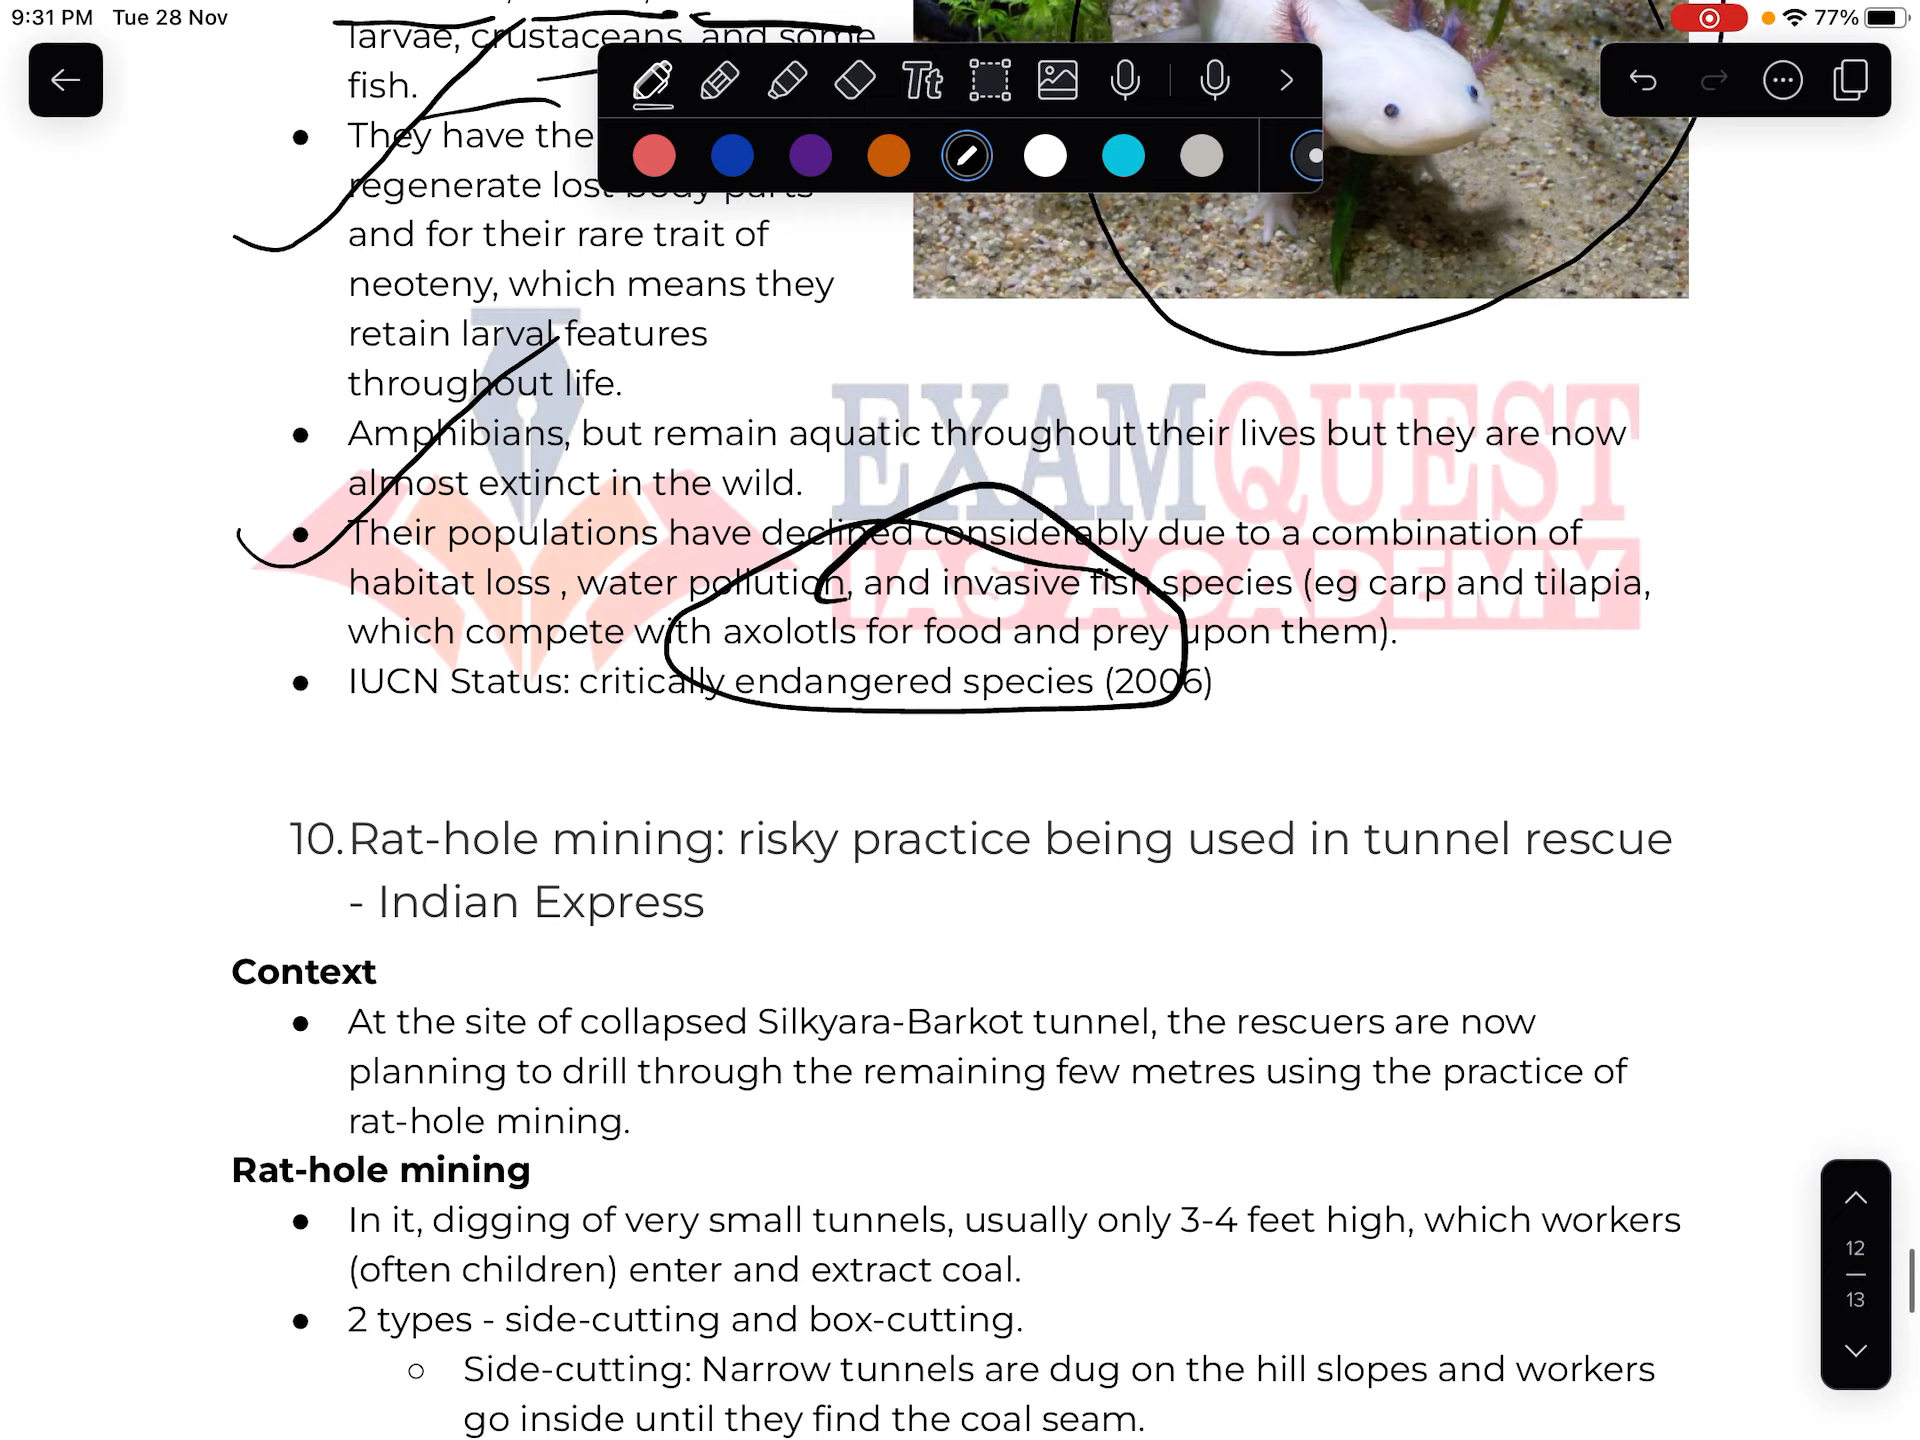 9:31 PM Tue 28 Nov
77%
larvae, crustaceans, and some
fish.
They have the
regenerate lost body parts
and for their rare trait of
neoteny, which means they
retain larval features
throughout life.
EXAMQUEST
IAS ACADEMY
● Amphibians, but remain aquatic throughout their lives but they are now
almost extinct in the wild.
● Their populations have declined considerably due to a combination of
habitat loss , water pollution, and invasive fish species (eg carp and tilapia,
which compete with axolotls for food and prey upon them).
● IUCN Status: critically endangered species (2006)
10. Rat-hole mining: risky practice being used in tunnel rescue
- Indian Express
Context
● At the site of collapsed Silkyara-Barkot tunnel, the rescuers are now
planning to drill through the remaining few metres using the practice of
rat-hole mining.
Rat-hole mining
● In it, digging of very small tunnels, usually only 3-4 feet high, which workers
(often children) enter and extract coal.
● 2 types - side-cutting and box-cutting.
○ Side-cutting: Narrow tunnels are dug on the hill slopes and workers
go inside until they find the coal seam.
Tt
12
13